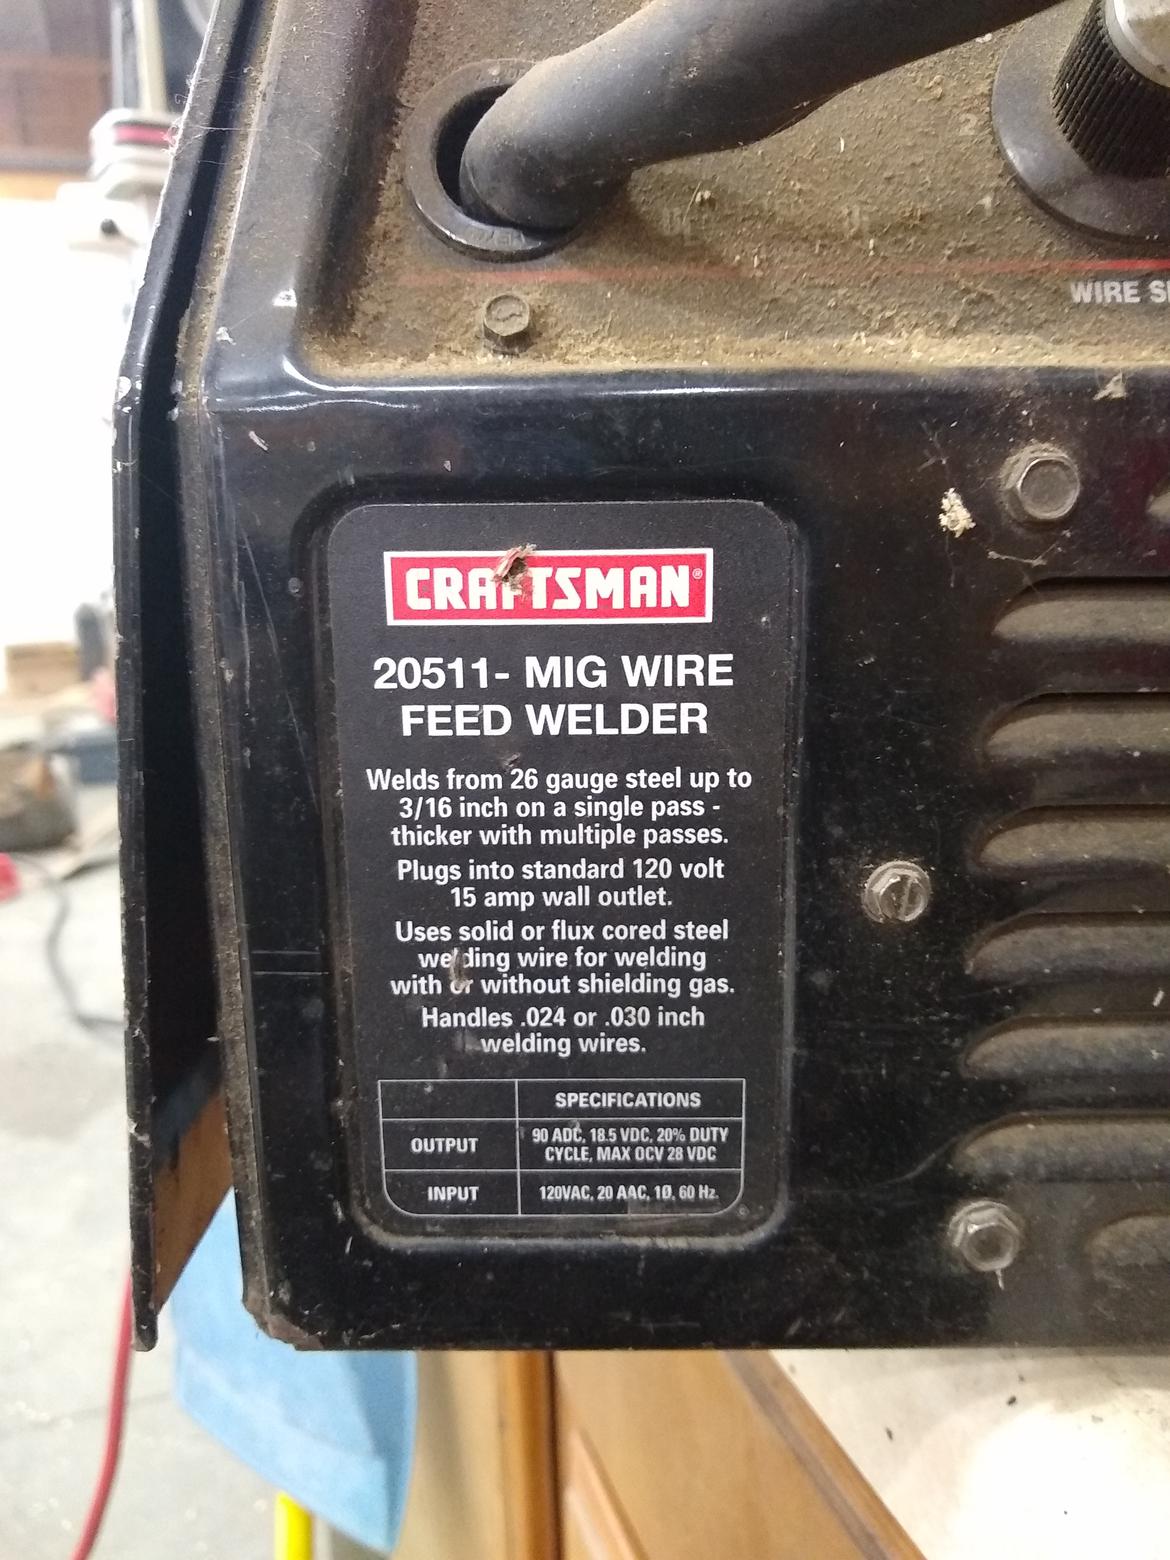 WIRE
CRAFTSMAN®
20511- MIG WIRE
FEED WELDER
Welds from 26 gauge steel up to
3/16 inch on a single pass -
thicker with multiple passes.
Plugs into standard 120 volt
15 amp wall outlet.
Uses solid or flux cored steel
welding wire for welding
with or without shielding gas.
Handles .024 or .030 inch
welding wires.
SPECIFICATIONS
OUTPUT 90 ADC, 18.5 VDC, 20% DUTY
CYCLE, MAX OCV 28 VDC
INPUT 120VAC, 20 AAC, 1Ø, 60 Hz.